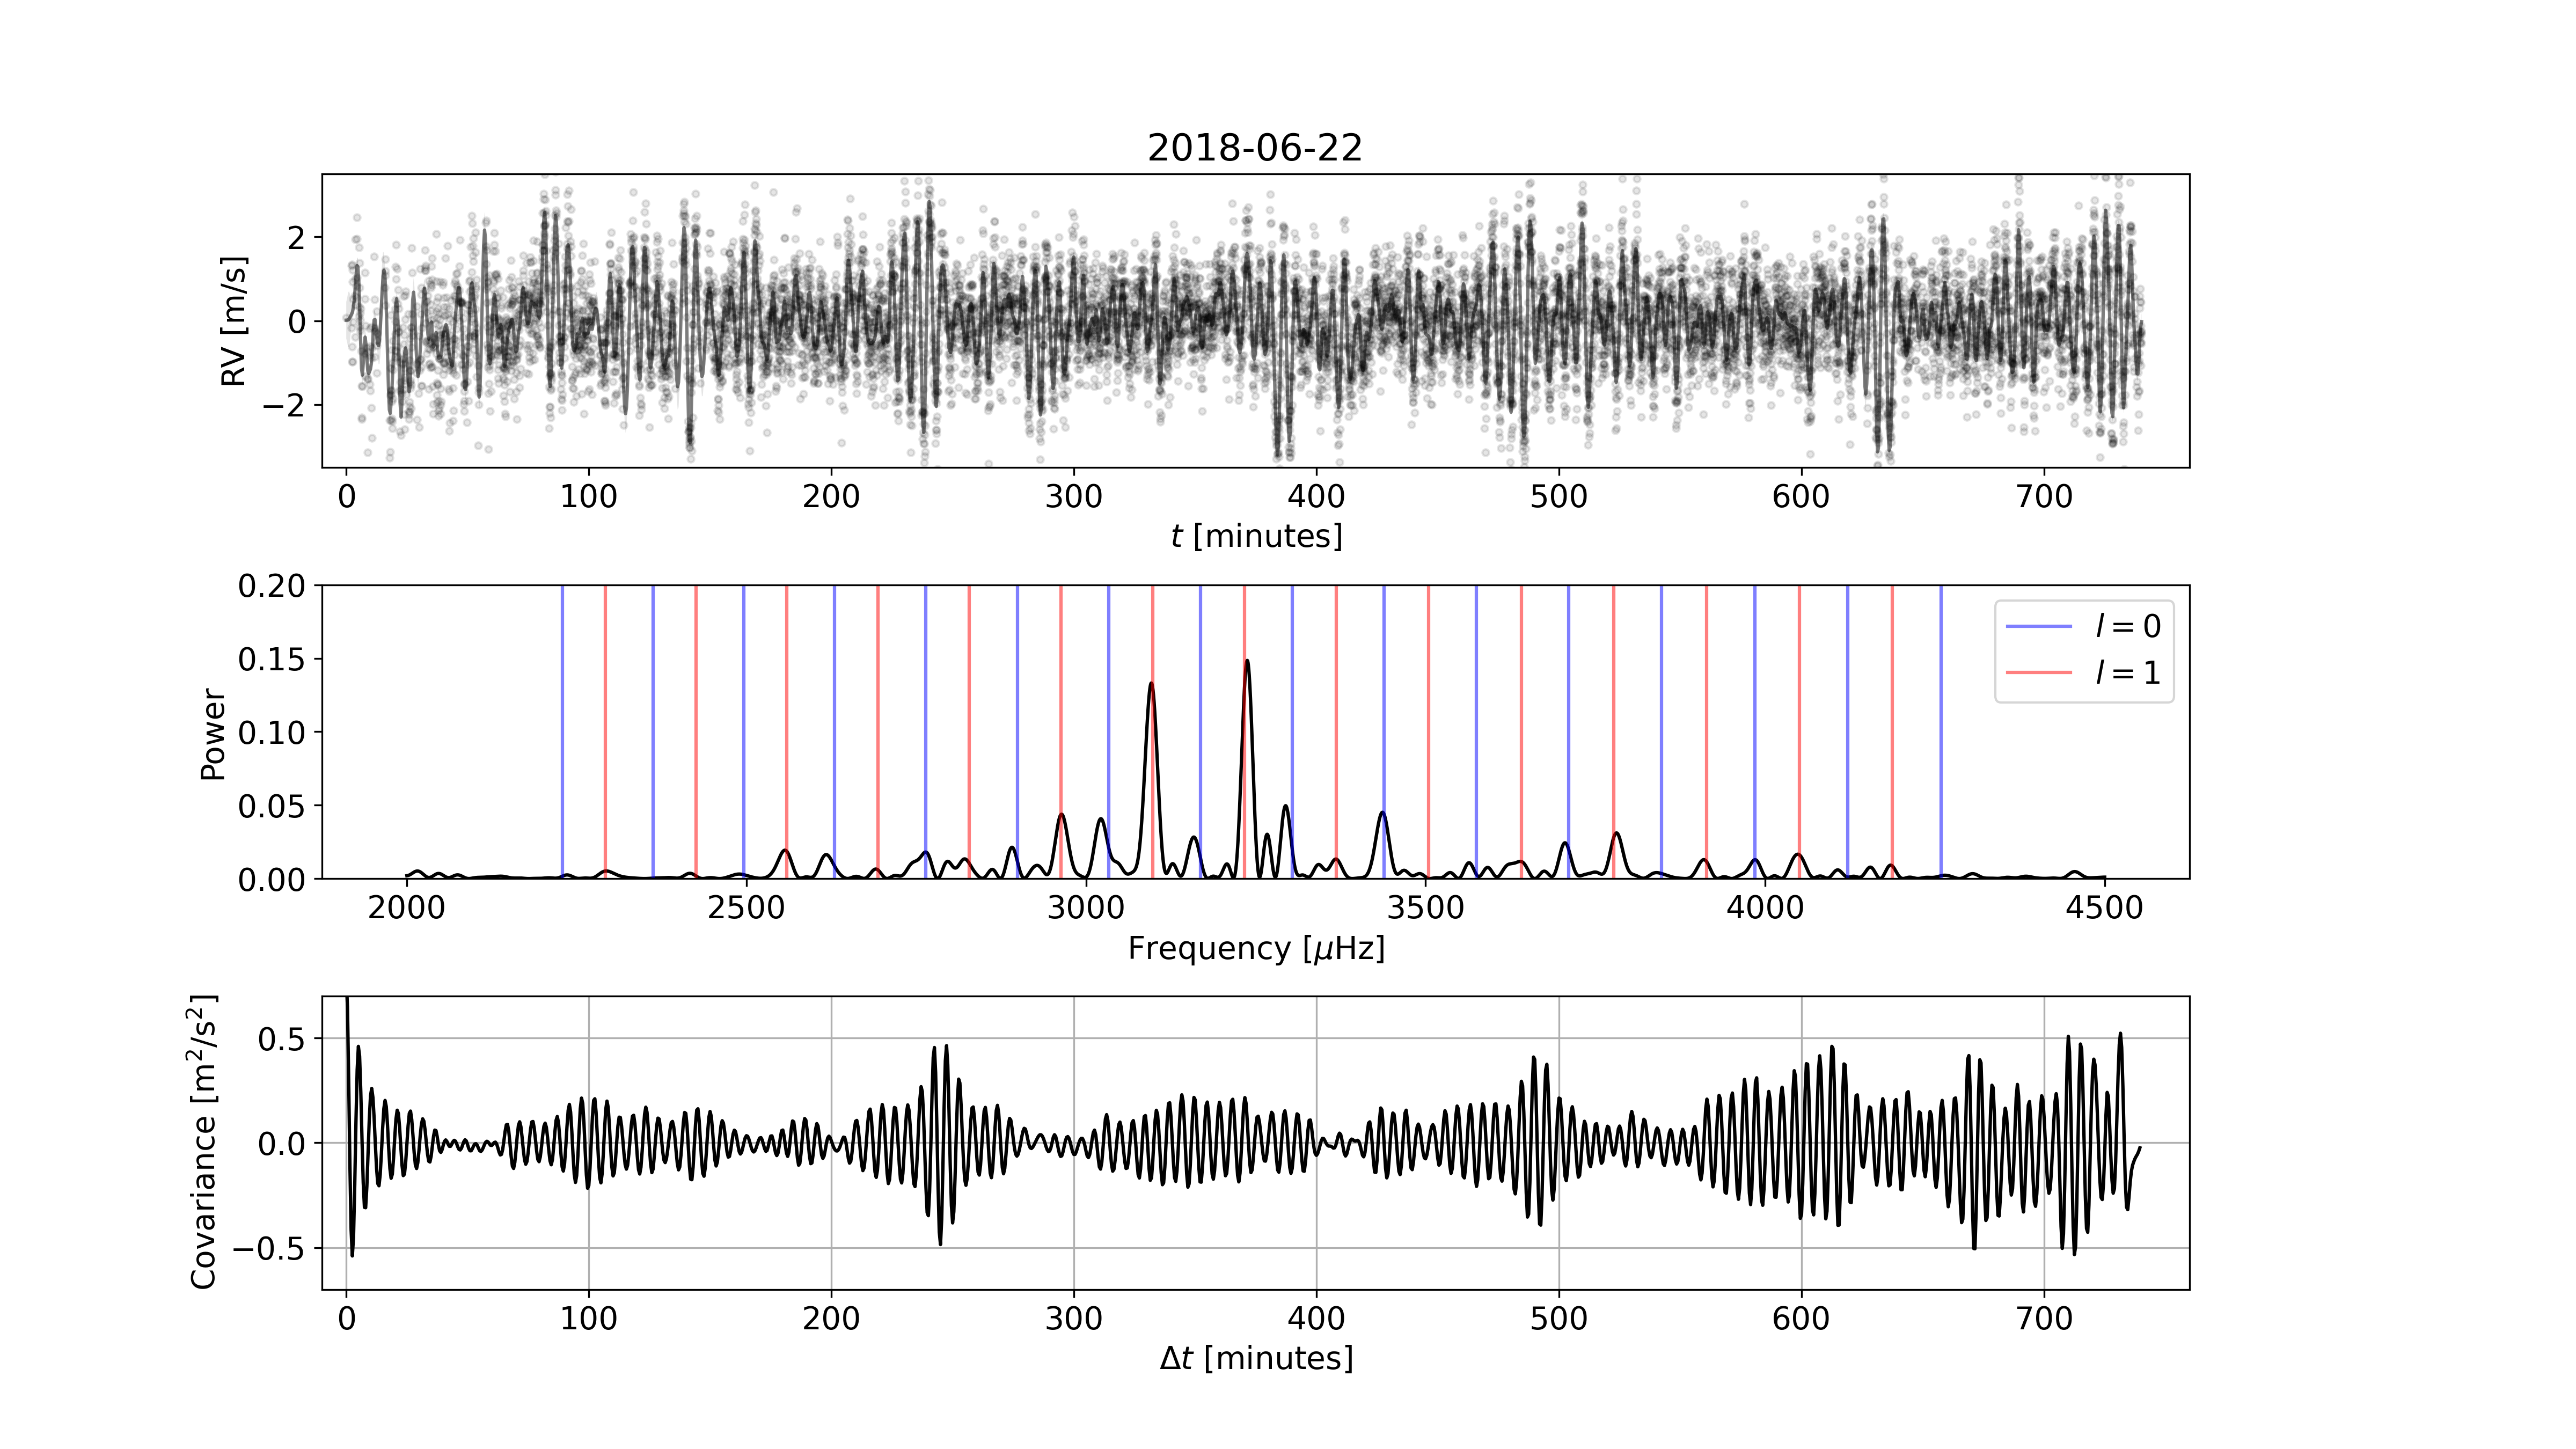 2018-06-22
RV [m/s]
2
0
−2
0 100 200 300 400 500 600 700
t [minutes]
Power
0.20
0.15
0.10
0.05
0.00
l = 0
l = 1
2000 2500 3000 3500 4000 4500
Frequency [μHz]
Covariance [m²/s²]
0.5
0.0
−0.5
0 100 200 300 400 500 600 700
Δt [minutes]